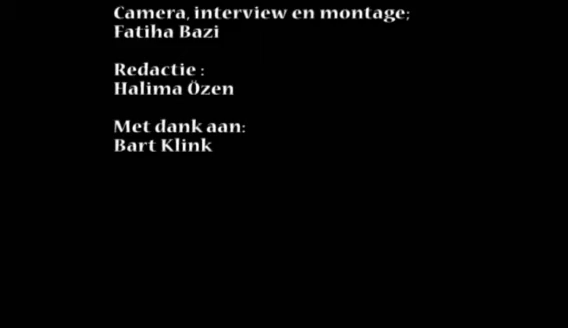 Camera, interview en montage;
Fatiha Bazi
Redactie :
Halima Özen
Met dank aan:
Bart Klink